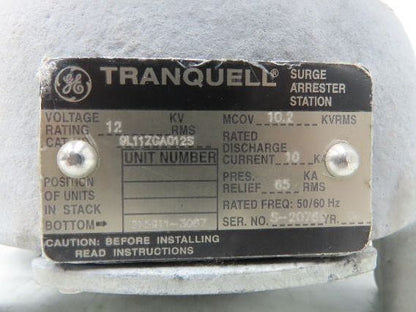 GE TRANQUELL® SURGE ARRESTER STATION
VOLTAGE RATING 12 KV RMS
CAT. 9L11ZGA012S
UNIT NUMBER
POSITION OF UNITS IN STACK
BOTTOM
MCOV 10.2 KVRMS
RATED DISCHARGE CURRENT 10 KA
PRES. RELIEF 65 KA RMS
RATED FREQ: 50/60 Hz
SER. NO. YR.
CAUTION: BEFORE INSTALLING
READ INSTRUCTIONS